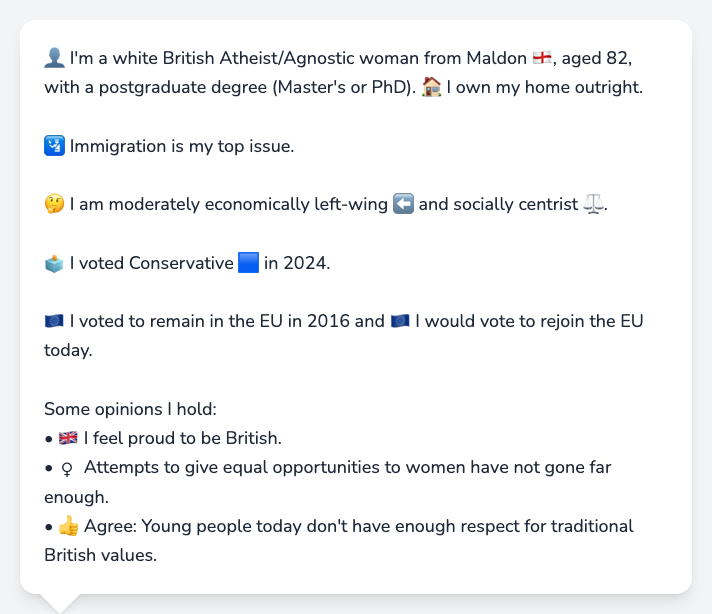 👤 I'm a white British Atheist/Agnostic woman from Maldon 🏴󠁧󠁢󠁥󠁮󠁧󠁿, aged 82,
with a postgraduate degree (Master's or PhD). 🏠 I own my home outright.
🛂 Immigration is my top issue.
🤔 I am moderately economically left-wing ⬅️ and socially centrist ⚖️.
🗳️ I voted Conservative 🟦 in 2024.
🇪🇺 I voted to remain in the EU in 2016 and 🇪🇺 I would vote to rejoin the EU
today.
Some opinions I hold:
• 🇬🇧 I feel proud to be British.
• ♀ Attempts to give equal opportunities to women have not gone far
enough.
• 👍 Agree: Young people today don't have enough respect for traditional
British values.